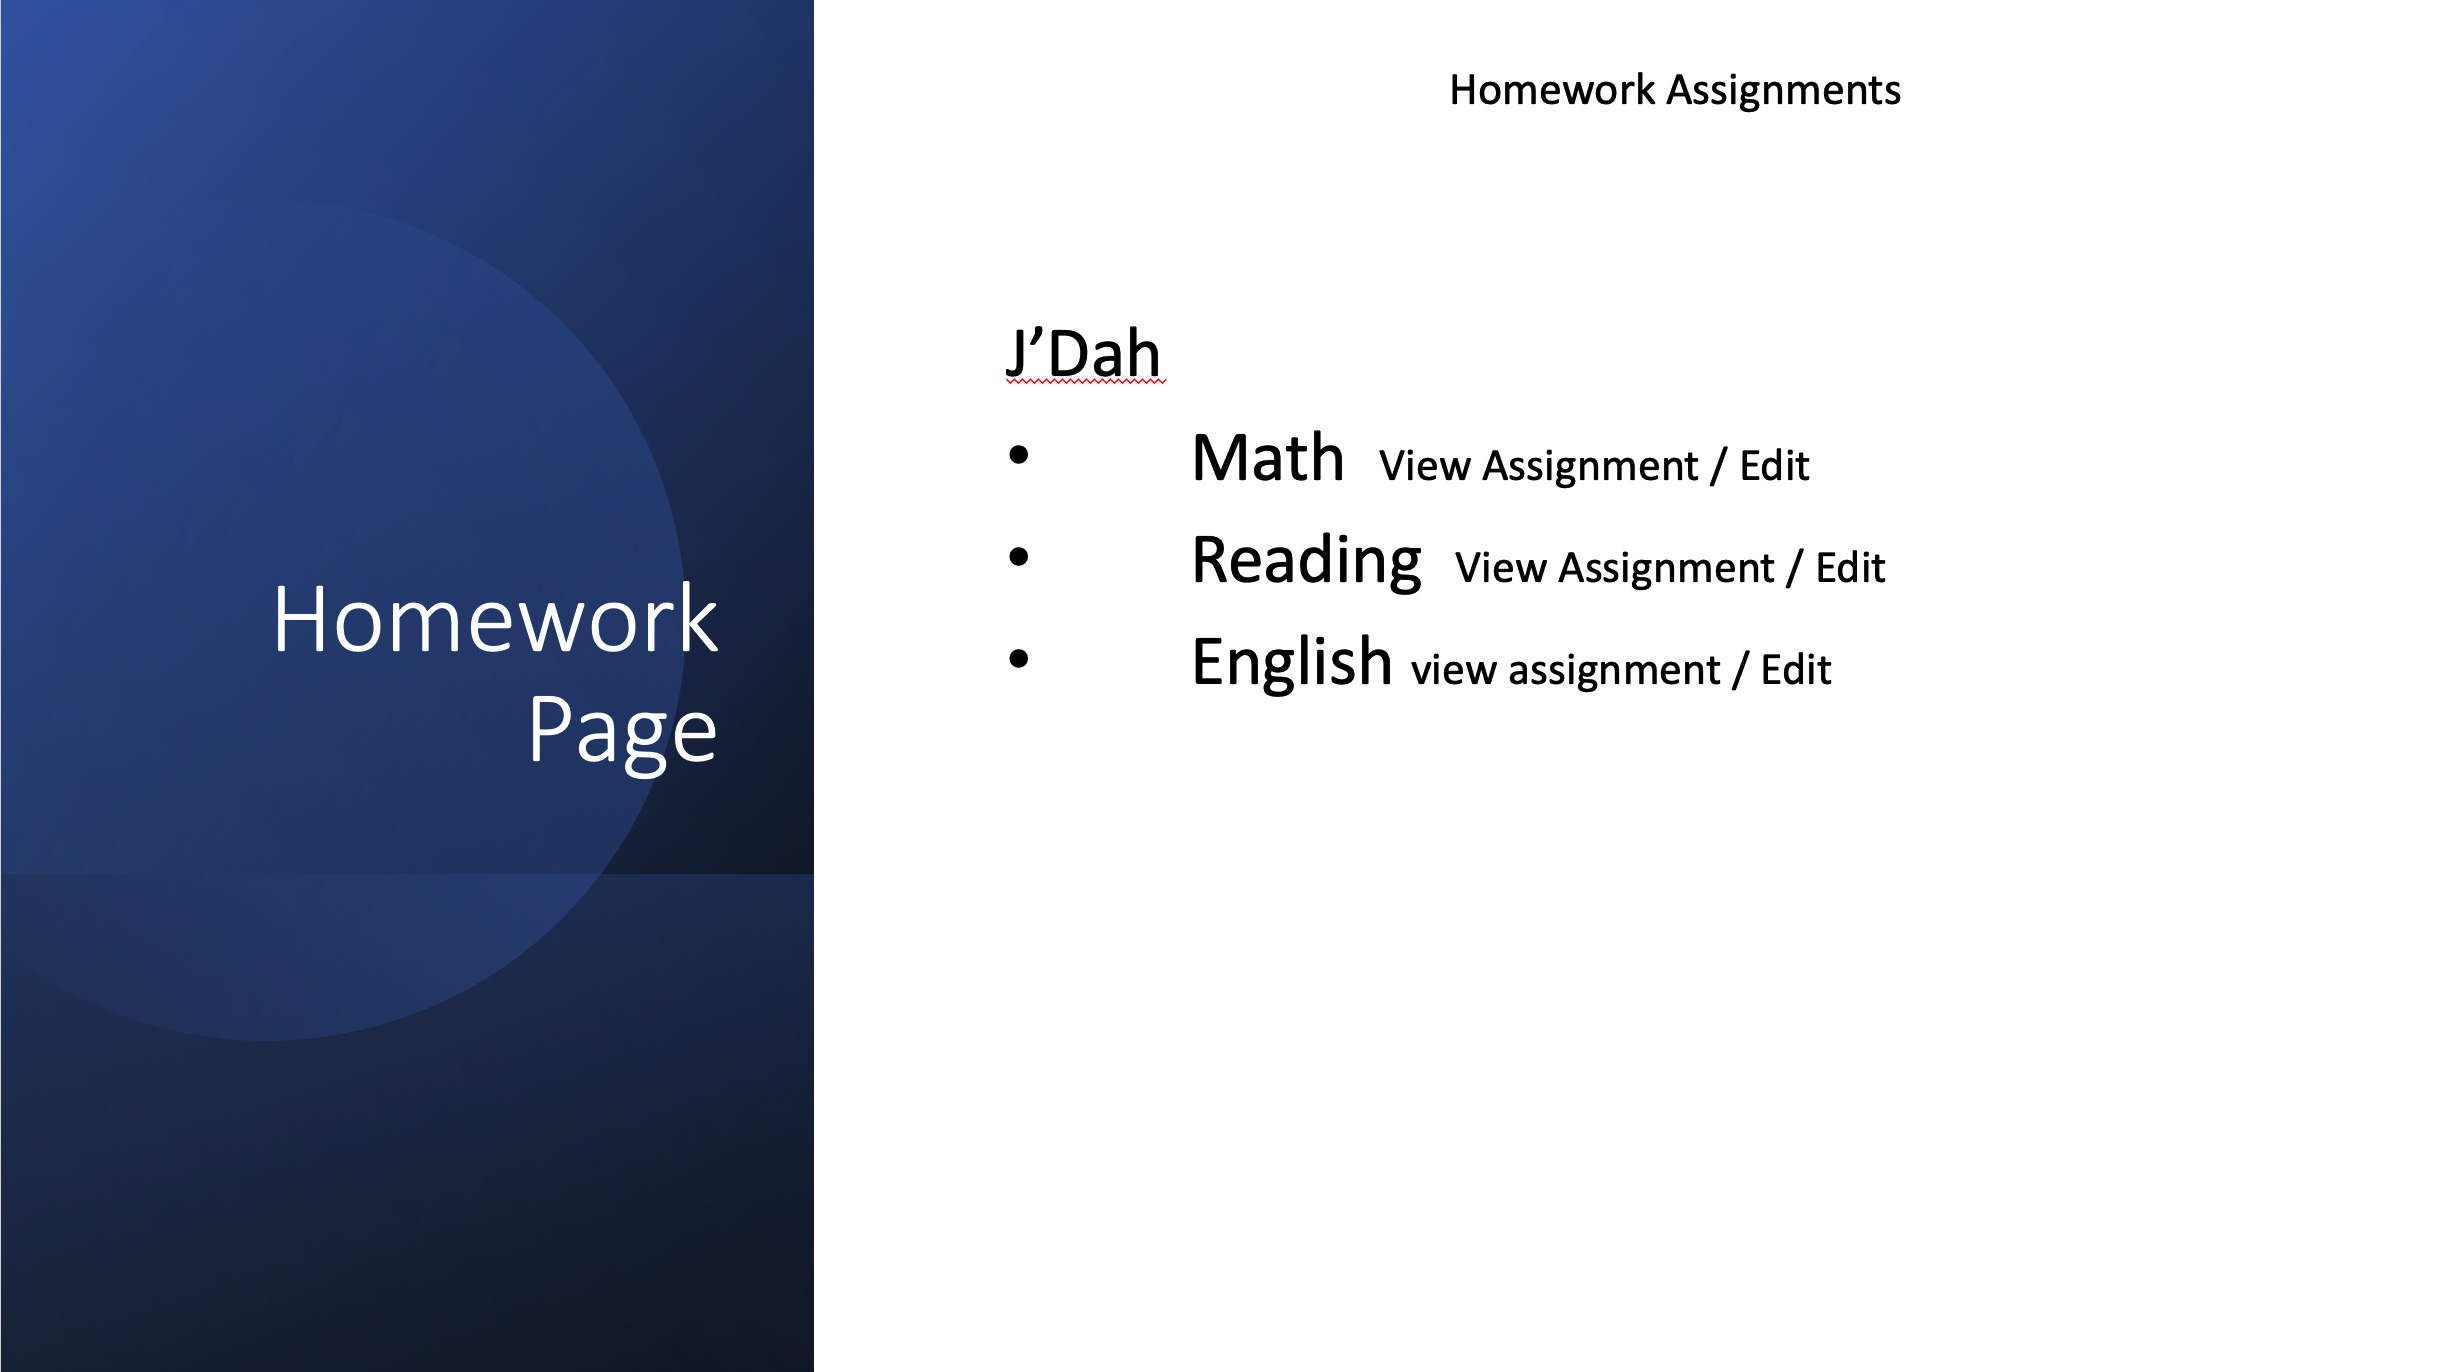 Homework
Page
Homework Assignments
J’Dah
• Math View Assignment / Edit
• Reading View Assignment / Edit
• English view assignment / Edit